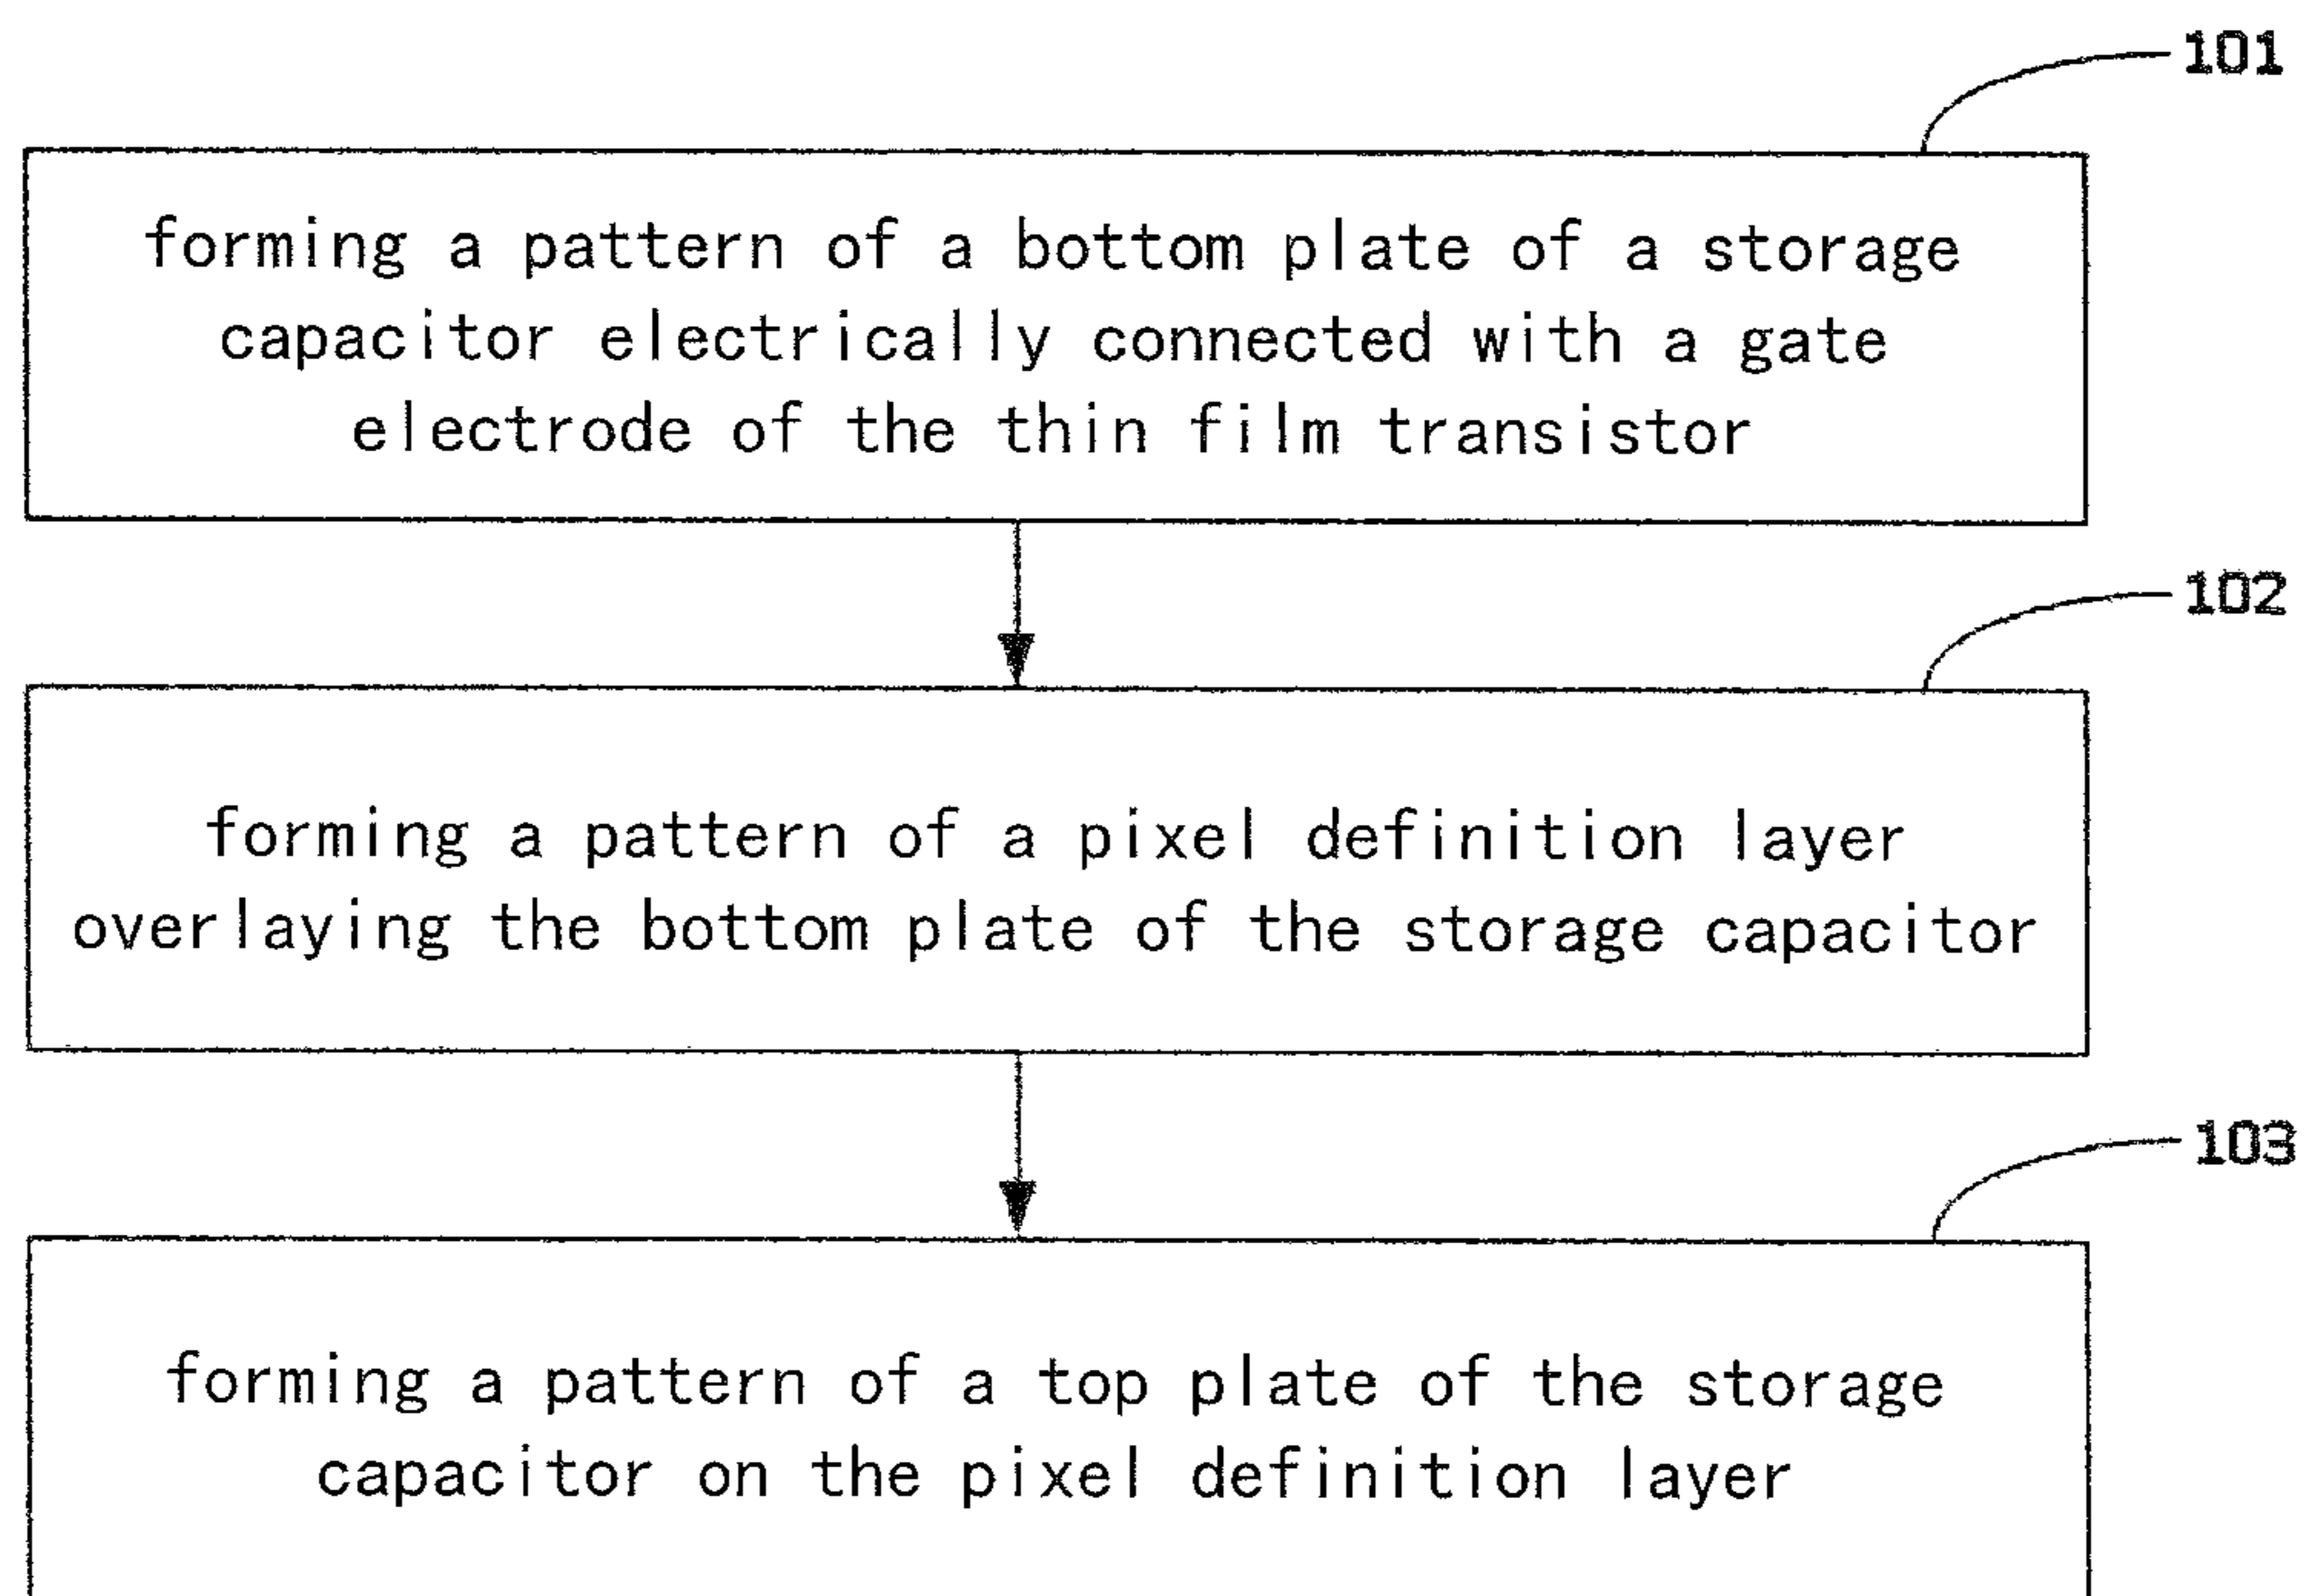 101
forming a pattern of a bottom plate of a storage
capacitor electrically connected with a gate
electrode of the thin film transistor
102
forming a pattern of a pixel definition layer
overlaying the bottom plate of the storage capacitor
103
forming a pattern of a top plate of the storage
capacitor on the pixel definition layer